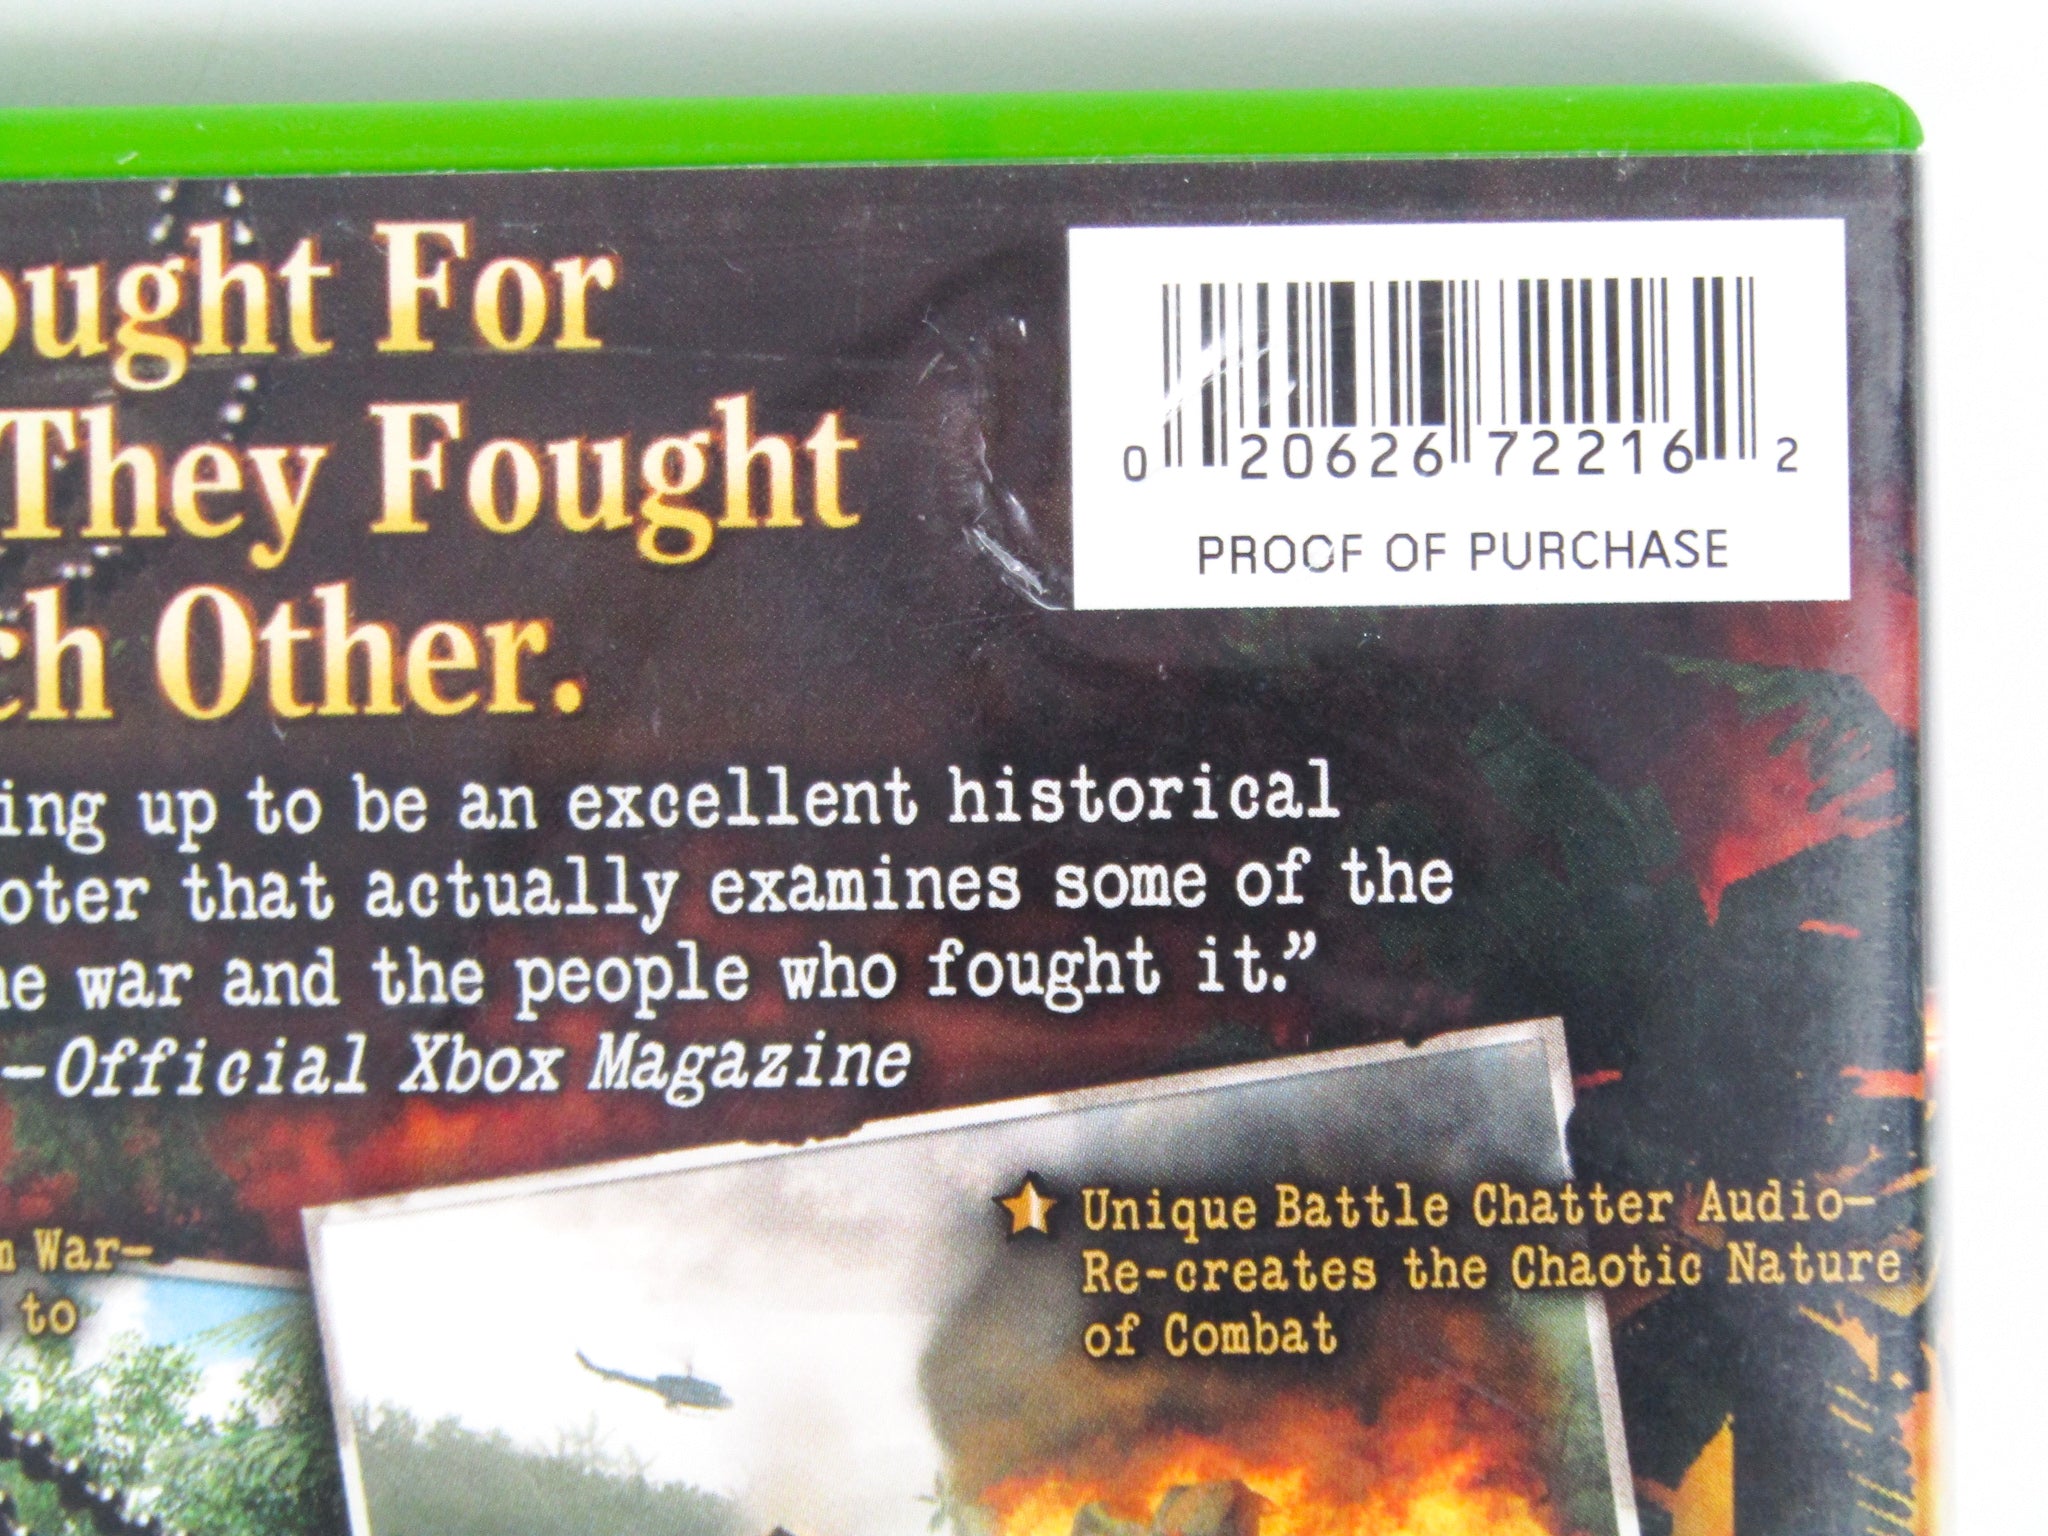 ought For
They Fought
ch Other.
0 20626 72216 2
PROOF OF PURCHASE
ing up to be an excellent historical
oter that actually examines some of the
he war and the people who fought it.”
—Official Xbox Magazine
Unique Battle Chatter Audio—
Re-creates the Chaotic Nature
of Combat
n War—
to